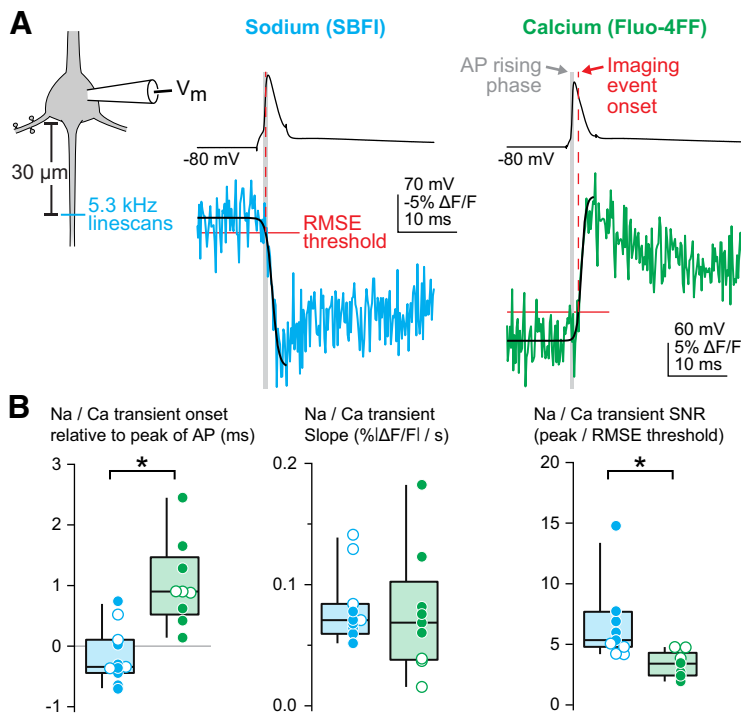 A
Sodium (SBFI)
Calcium (Fluo-4FF)
Vm
30 µm
5.3 kHz
linescans
-80 mV
RMSE
threshold
70 mV
-5% ΔF/F
10 ms
AP rising
phase
Imaging
event
onset
-80 mV
60 mV
5% ΔF/F
10 ms
B
Na / Ca transient onset
relative to peak of AP (ms)
3
2
1
0
-1
*
Na / Ca transient
Slope (%|ΔF/F| / s)
0.2
0.1
0.0
Na / Ca transient SNR
(peak / RMSE threshold)
20
15
10
5
0
*